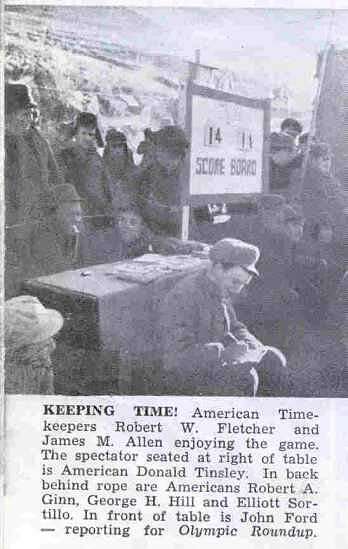 14 14
SCORE BOARD
KEEPING TIME! American Time-
keepers Robert W. Fletcher and
James M. Allen enjoying the game.
The spectator seated at right of table
is American Donald Tinsley. In back
behind rope are Americans Robert A.
Ginn, George H. Hill and Elliott Sor-
tillo. In front of table is John Ford
— reporting for Olympic Roundup.